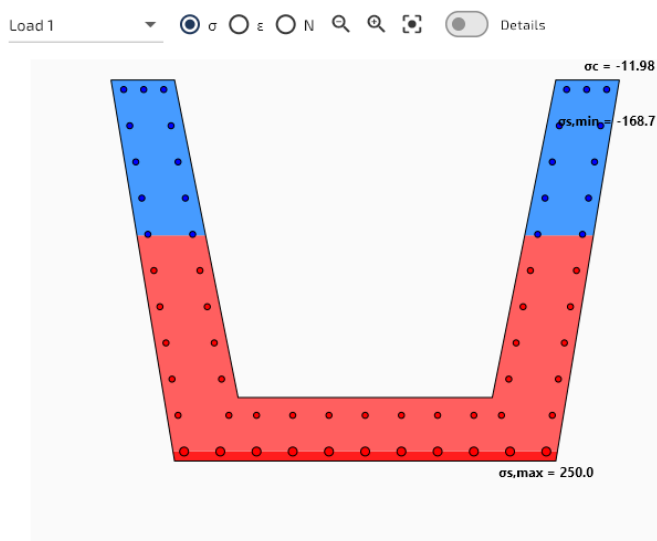 Load 1 σ ε N Details
σc = -11.98
σs,min = -168.7
σs,max = 250.0